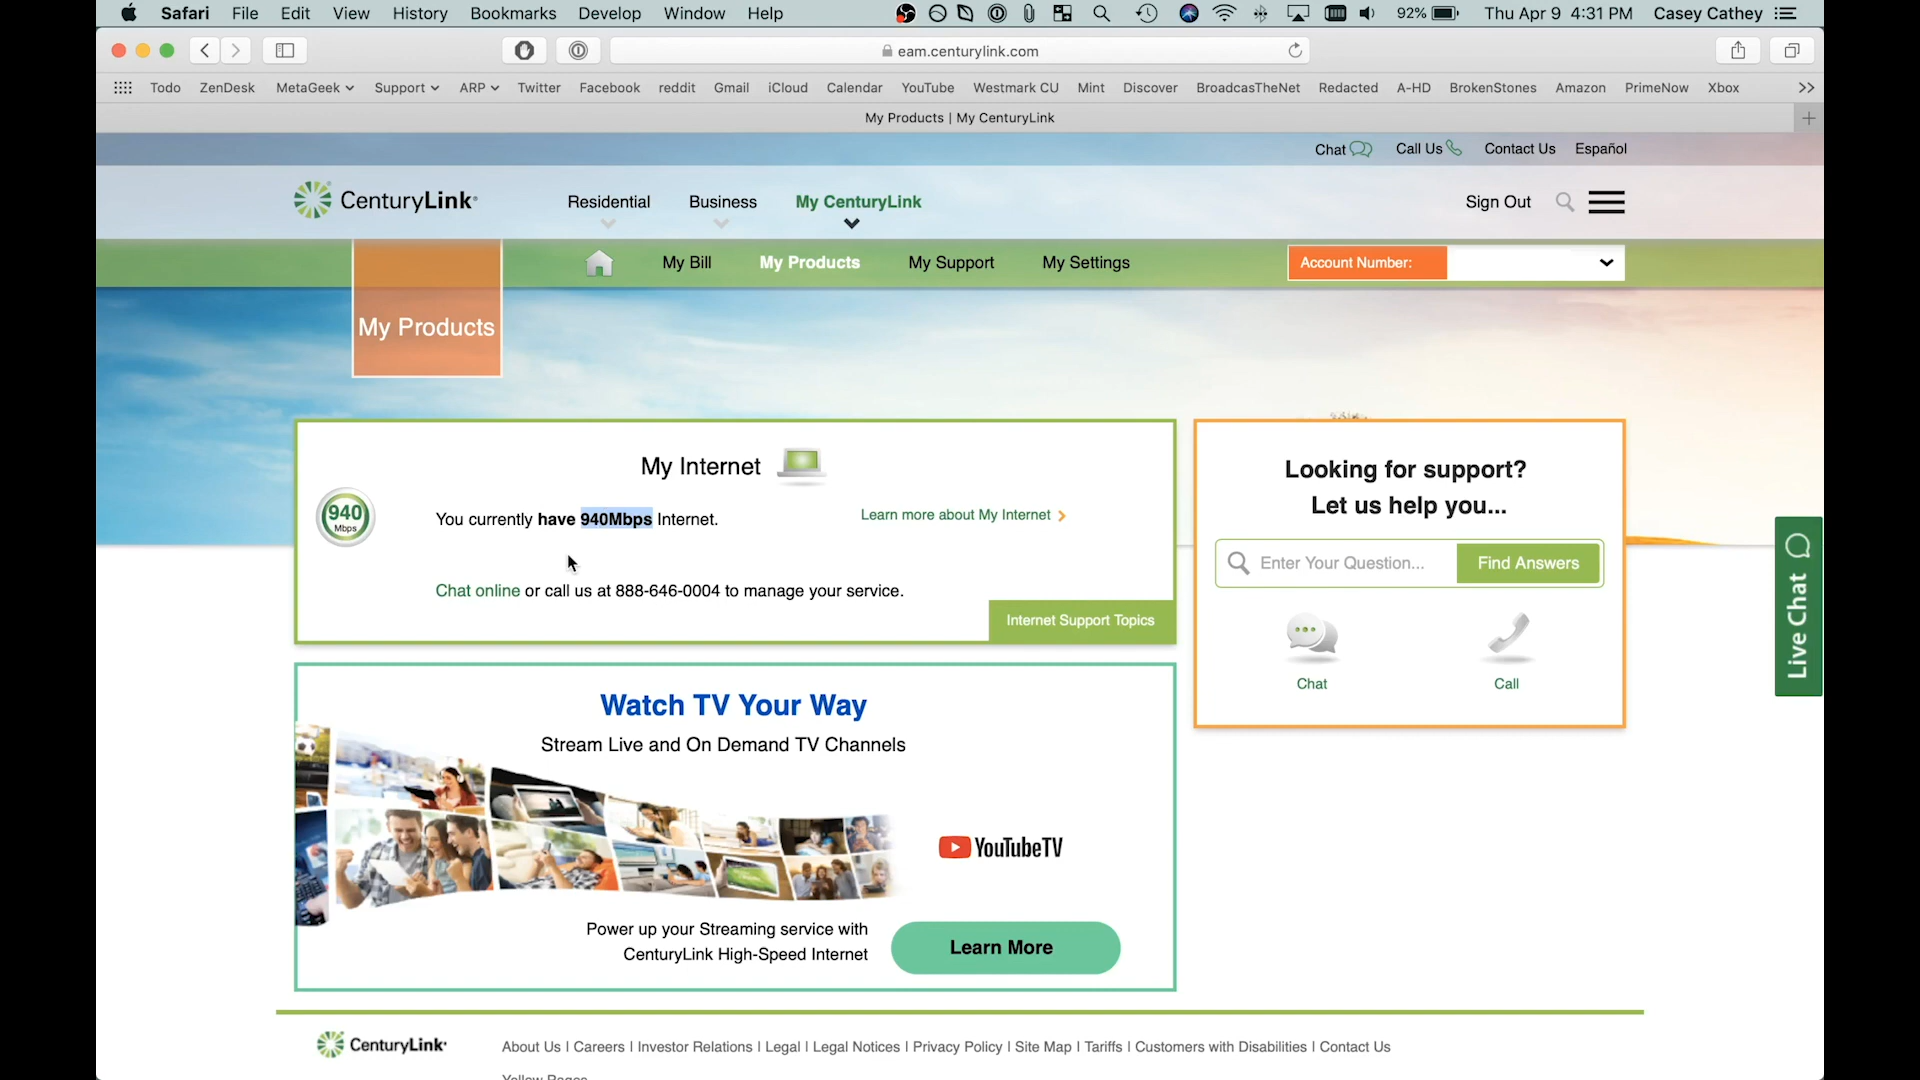 Safari File Edit View History Bookmarks Develop Window Help 92% Thu Apr 9 4:31 PM Casey Cathey
eam.centurylink.com
Todo ZenDesk MetaGeek Support ARP Twitter Facebook reddit Gmail iCloud Calendar YouTube Westmark CU Mint Discover BroadcasTheNet Redacted A-HD BrokenStones Amazon PrimeNow Xbox
My Products | My CenturyLink
Chat Call Us Contact Us Español
CenturyLink® Residential Business My CenturyLink Sign Out
My Bill My Products My Support My Settings Account Number:
My Products
My Internet
940
Mbps
You currently have 940Mbps Internet.
Learn more about My Internet
Chat online or call us at 888-646-0004 to manage your service.
Internet Support Topics
Looking for support?
Let us help you...
Enter Your Question... Find Answers
Chat Call
Live Chat
Watch TV Your Way
Stream Live and On Demand TV Channels
YouTubeTV
Power up your Streaming service with
CenturyLink High-Speed Internet
Learn More
CenturyLink
About Us | Careers | Investor Relations | Legal | Legal Notices | Privacy Policy | Site Map | Tariffs | Customers with Disabilities | Contact Us
Yellow Pages